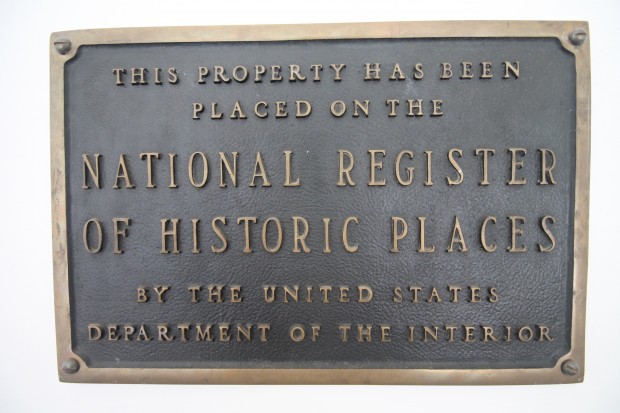 THIS PROPERTY HAS BEEN
PLACED ON THE
NATIONAL REGISTER
OF HISTORIC PLACES
BY THE UNITED STATES
DEPARTMENT OF THE INTERIOR